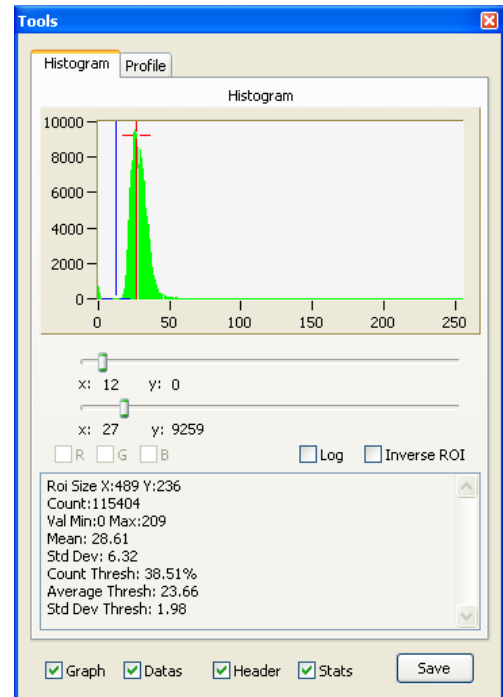 Tools
Histogram Profile
Histogram
10000
8000
6000
4000
2000
0
0 50 100 150 200 250
x: 12 y: 0
x: 27 y: 9259
R G B Log Inverse ROI
Roi Size X:489 Y:236
Count:115404
Val Min:0 Max:209
Mean: 28.61
Std Dev: 6.32
Count Thresh: 38.51%
Average Thresh: 23.66
Std Dev Thresh: 1.98
Graph Datas Header Stats Save